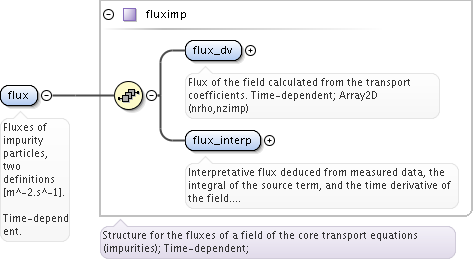 fluximp
flux_dv
Flux of the field calculated from the transport
coefficients. Time-dependent; Array2D
(nrho,nzimp)
flux
Fluxes of
impurity
particles,
two
definitions
[m^-2.s^-1].
Time-depend
ent.
flux_interp
Interpretative flux deduced from measured data, the
integral of the source term, and the time derivative of
the field....
Structure for the fluxes of a field of the core transport equations
(impurities); Time-dependent;